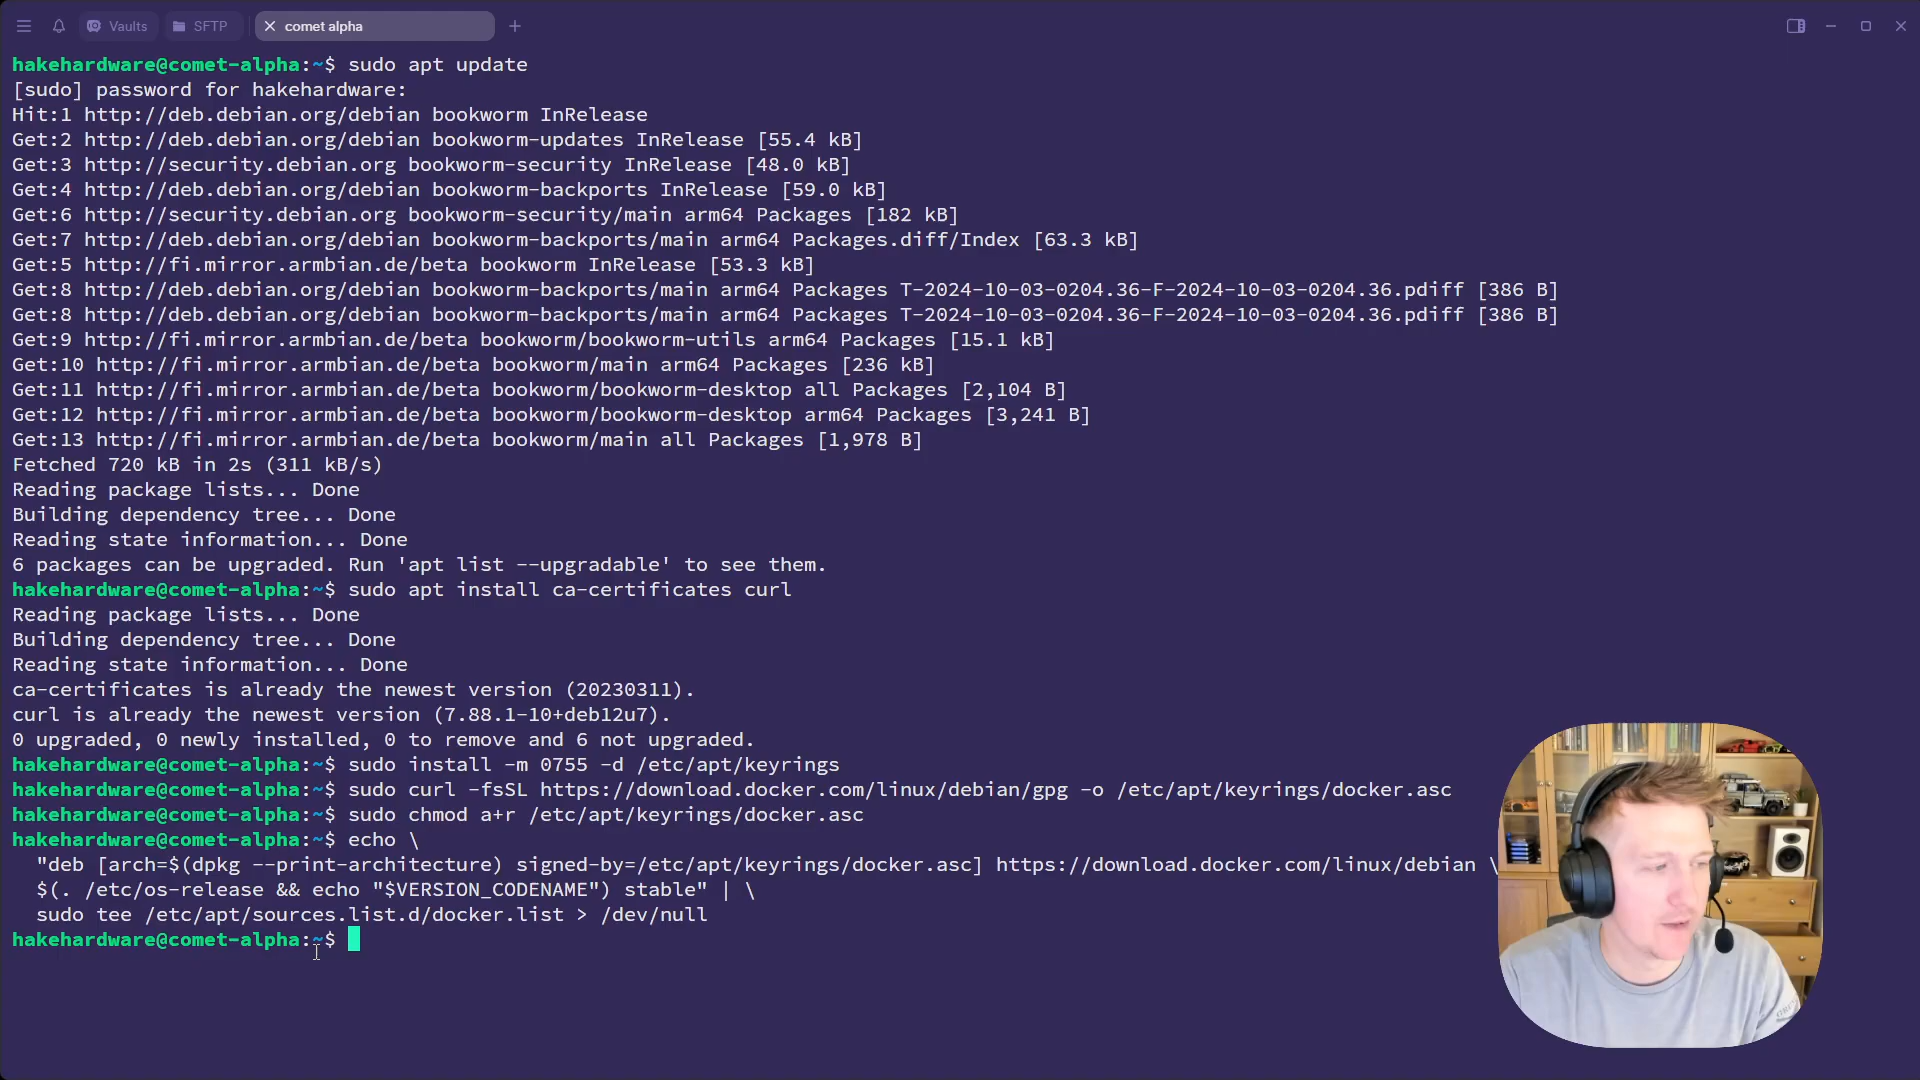 Vaults
SFTP
comet alpha
hakehardware@comet-alpha:~$ sudo apt update
[sudo] password for hakehardware:
Hit:1 http://deb.debian.org/debian bookworm InRelease
Get:2 http://deb.debian.org/debian bookworm-updates InRelease [55.4 kB]
Get:3 http://security.debian.org bookworm-security InRelease [48.0 kB]
Get:4 http://deb.debian.org/debian bookworm-backports InRelease [59.0 kB]
Get:6 http://security.debian.org bookworm-security/main arm64 Packages [182 kB]
Get:7 http://deb.debian.org/debian bookworm-backports/main arm64 Packages.diff/Index [63.3 kB]
Get:5 http://fi.mirror.armbian.de/beta bookworm InRelease [53.3 kB]
Get:8 http://deb.debian.org/debian bookworm-backports/main arm64 Packages T-2024-10-03-0204.36-F-2024-10-03-0204.36.pdiff [386 B]
Get:8 http://deb.debian.org/debian bookworm-backports/main arm64 Packages T-2024-10-03-0204.36-F-2024-10-03-0204.36.pdiff [386 B]
Get:9 http://fi.mirror.armbian.de/beta bookworm/bookworm-utils arm64 Packages [15.1 kB]
Get:10 http://fi.mirror.armbian.de/beta bookworm/main arm64 Packages [236 kB]
Get:11 http://fi.mirror.armbian.de/beta bookworm/bookworm-desktop all Packages [2,104 B]
Get:12 http://fi.mirror.armbian.de/beta bookworm/bookworm-desktop arm64 Packages [3,241 B]
Get:13 http://fi.mirror.armbian.de/beta bookworm/main all Packages [1,978 B]
Fetched 720 kB in 2s (311 kB/s)
Reading package lists... Done
Building dependency tree... Done
Reading state information... Done
6 packages can be upgraded. Run 'apt list --upgradable' to see them.
hakehardware@comet-alpha:~$ sudo apt install ca-certificates curl
Reading package lists... Done
Building dependency tree... Done
Reading state information... Done
ca-certificates is already the newest version (20230311).
curl is already the newest version (7.88.1-10+deb12u7).
0 upgraded, 0 newly installed, 0 to remove and 6 not upgraded.
hakehardware@comet-alpha:~$ sudo install -m 0755 -d /etc/apt/keyrings
hakehardware@comet-alpha:~$ sudo curl -fsSL https://download.docker.com/linux/debian/gpg -o /etc/apt/keyrings/docker.asc
hakehardware@comet-alpha:~$ sudo chmod a+r /etc/apt/keyrings/docker.asc
hakehardware@comet-alpha:~$ echo \
"deb [arch=$(dpkg --print-architecture) signed-by=/etc/apt/keyrings/docker.asc] https://download.docker.com/linux/debian \
$(. /etc/os-release && echo "$VERSION_CODENAME") stable" | \
sudo tee /etc/apt/sources.list.d/docker.list > /dev/null
hakehardware@comet-alpha:~$